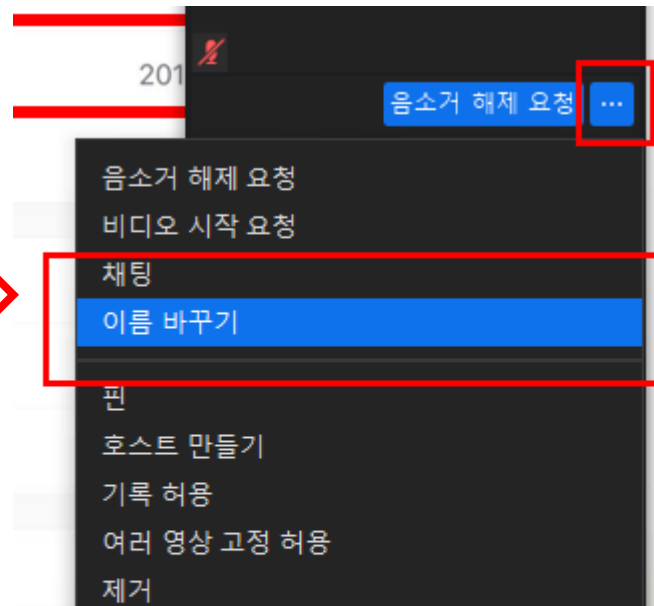 201
음소거 해제 요청 ...
음소거 해제 요청
비디오 시작 요청
채팅
이름 바꾸기
핀
호스트 만들기
기록 허용
여러 영상 고정 허용
제거